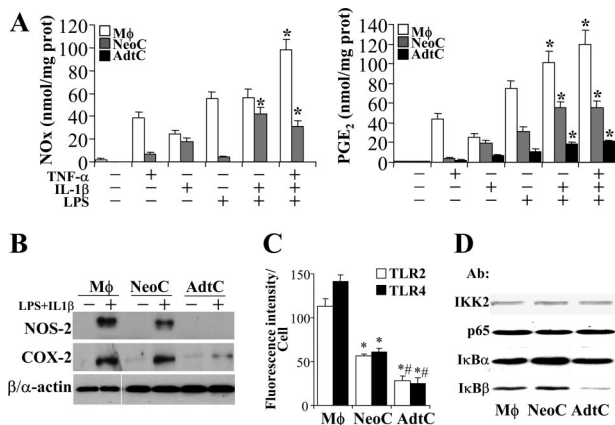 A
NOx (nmol/mg prot)
120
100
80
60
40
20
0
Mϕ
NeoC
AdtC
TNF-α − + − − − +
IL-1β − − + − + +
LPS − − − + + +
* * *
PGE₂ (nmol/mg prot)
140
120
100
80
60
40
20
0
Mϕ
NeoC
AdtC
− + − − − +
− − + − + +
− − − + + +
* * * * * *
B
Mϕ NeoC AdtC
LPS+IL1β − + − + − +
NOS-2
COX-2
β/α-actin
C
Fluorescence intensity/
Cell
150
100
50
0
TLR2
TLR4
* * *# *#
Mϕ NeoC AdtC
D
Ab:
IKK2
p65
IκBα
IκBβ
Mϕ NeoC AdtC